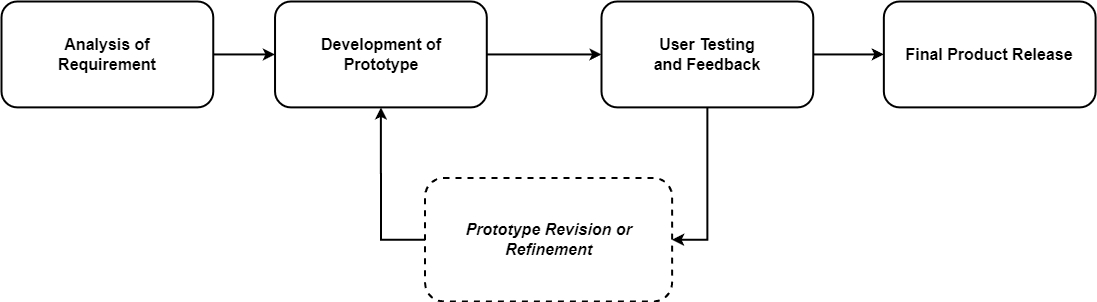 Analysis of
Requirement
Development of
Prototype
User Testing
and Feedback
Final Product Release
Prototype Revision or
Refinement